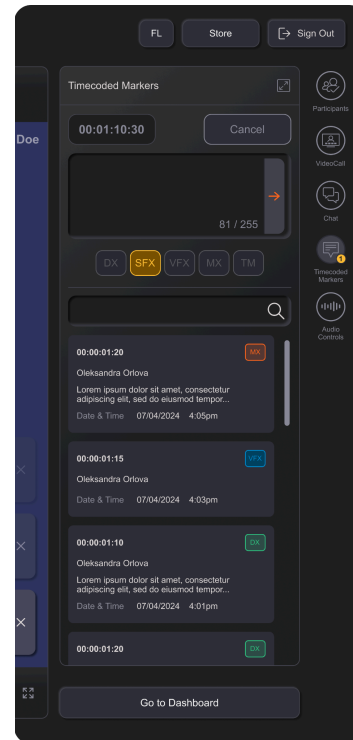 FL
Store
Sign Out
Timecoded Markers
Participants
00:01:10:30
Cancel
Doe
VideoCall
81 / 255
Chat
DX
SFX
VFX
MX
TM
1
Timecoded
Markers
Audio
Controls
00:00:01:20
MX
Oleksandra Orlova
Lorem ipsum dolor sit amet, consectetur
adipiscing elit, sed do eiusmod tempor...
Date & Time 07/04/2024 4:05pm
00:00:01:15
VFX
Oleksandra Orlova
Date & Time 07/04/2024 4:03pm
00:00:01:10
DX
Oleksandra Orlova
Lorem ipsum dolor sit amet, consectetur
adipiscing elit, sed do eiusmod tempor...
Date & Time 07/04/2024 4:01pm
00:00:01:20
DX
Go to Dashboard